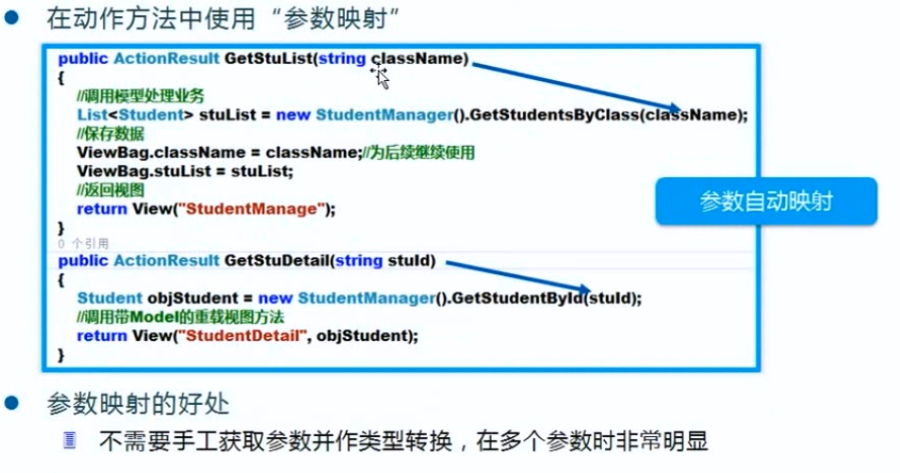 在动作方法中使用“参数映射”
public ActionResult GetStuList(string className)
{
//调用模型处理业务
List<Student> stuList = new StudentManager().GetStudentsByClass(className);
//保存数据
ViewBag.className = className;//为后续继续使用
ViewBag.stuList = stuList;
//返回视图
return View("StudentManage");
}
参数自动映射
0 个引用
public ActionResult GetStuDetail(string stuId)
{
Student objStudent = new StudentManager().GetStudentById(stuId);
//调用带Model的重载视图方法
return View("StudentDetail", objStudent);
}
参数映射的好处
不需要手工获取参数并作类型转换，在多个参数时非常明显